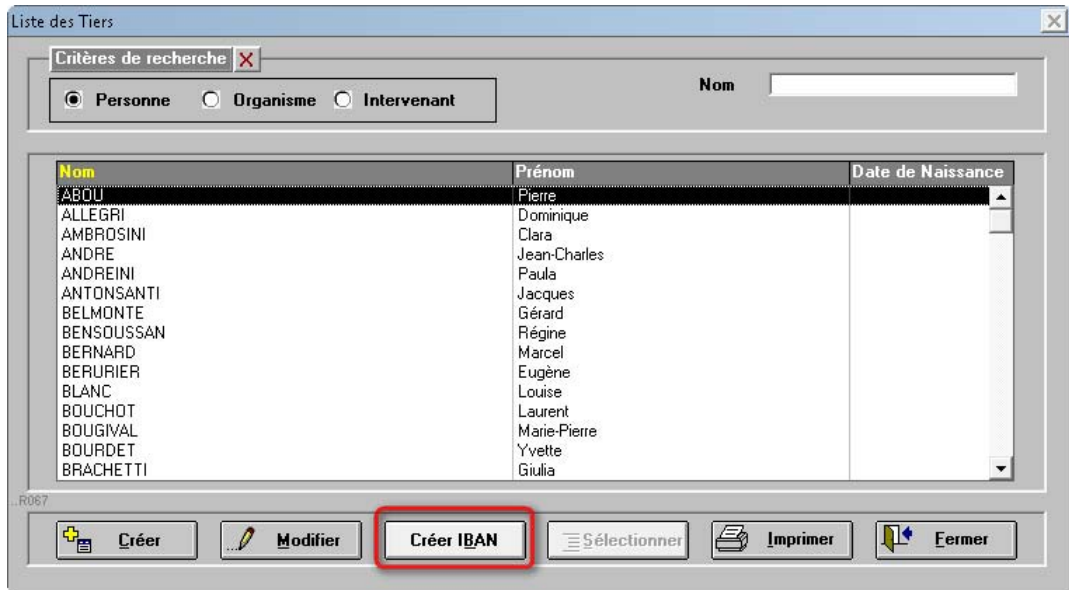 Liste des Tiers
Critères de recherche
Personne Organisme Intervenant
Nom
Nom Prénom Date de Naissance
ABOU Pierre
ALLEGRI Dominique
AMBROSINI Clara
ANDRE Jean-Charles
ANDREINI Paula
ANTONSANTI Jacques
BELMONTE Gérard
BENSOUSSAN Régine
BERNARD Marcel
BERURIER Eugène
BLANC Louise
BOUCHOT Laurent
BOUGIVAL Marie-Pierre
BOURDET Yvette
BRACHETTI Giulia
..R067
Créer Modifier Créer IBAN Sélectionner Imprimer Fermer